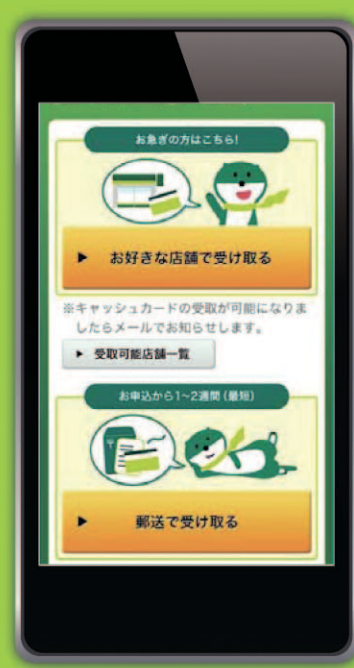 お急ぎの方はこちら!
▶ お好きな店舗で受け取る
※キャッシュカードの受取が可能になりま
したらメールでお知らせします。
▶ 受取可能店舗一覧
お申込から1~2週間(最短)
▶ 郵送で受け取る